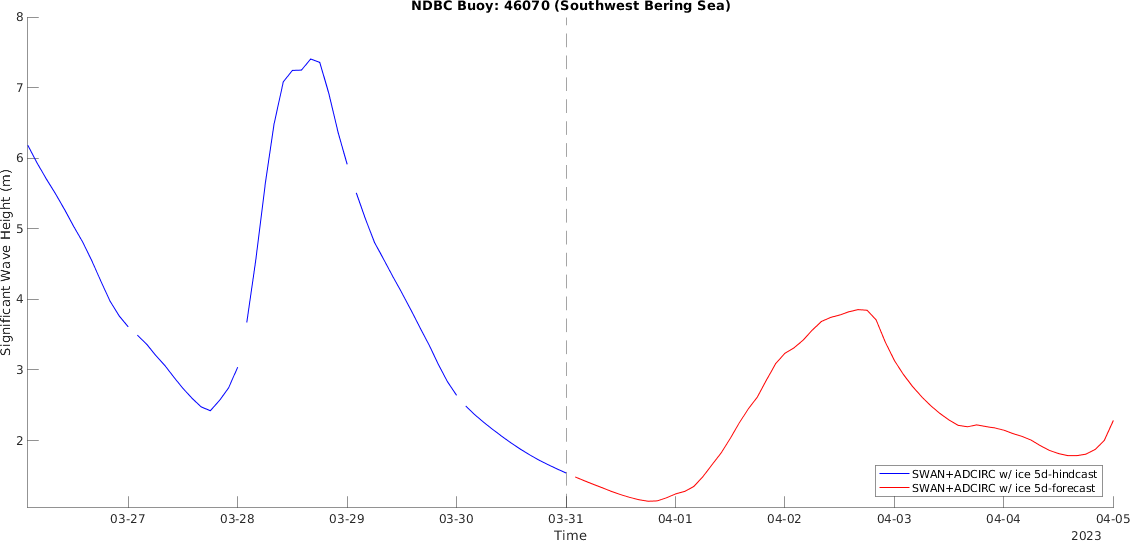 NDBC Buoy: 46070 (Southwest Bering Sea)
8
7
6
5
4
3
2
Significant Wave Height (m)
SWAN+ADCIRC w/ ice 5d-hindcast
SWAN+ADCIRC w/ ice 5d-forecast
03-27 03-28 03-29 03-30 03-31 04-01 04-02 04-03 04-04 04-05
Time
2023